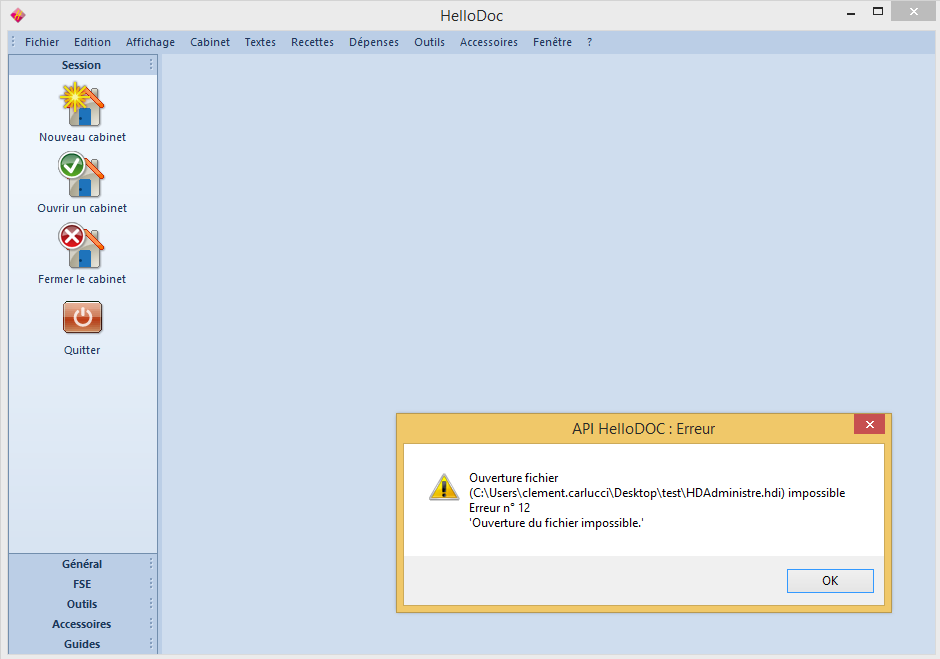 HelloDoc
Fichier Edition Affichage Cabinet Textes Recettes Dépenses Outils Accessoires Fenêtre ?
Session
Nouveau cabinet
Ouvrir un cabinet
Fermer le cabinet
Quitter
Général
FSE
Outils
Accessoires
Guides
API HelloDOC : Erreur
Ouverture fichier
(C:\Users\clement.carlucci\Desktop\test\HDAdministre.hdi) impossible
Erreur n° 12
'Ouverture du fichier impossible.'
OK